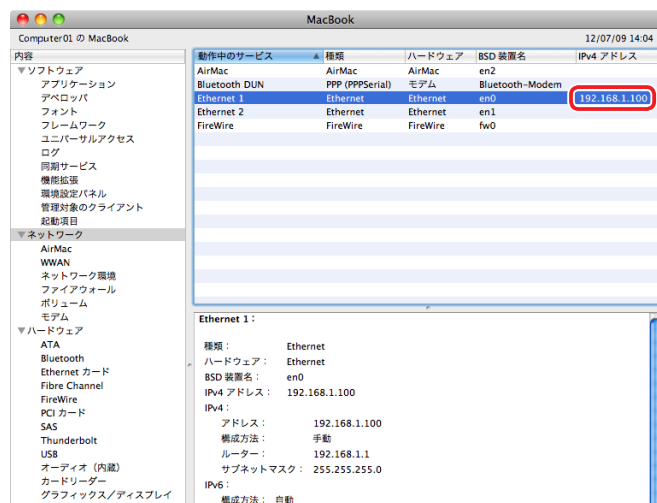 MacBook
Computer01 の MacBook
12/07/09 14:04
内容
▼ソフトウェア
アプリケーション
デベロッパ
フォント
フレームワーク
ユニバーサルアクセス
ログ
同期サービス
機能拡張
環境設定パネル
管理対象のクライアント
起動項目
▼ネットワーク
AirMac
WWAN
ネットワーク環境
ファイアウォール
ボリューム
モデム
▼ハードウェア
ATA
Bluetooth
Ethernet カード
Fibre Channel
FireWire
PCI カード
SAS
Thunderbolt
USB
オーディオ（内蔵）
カードリーダー
グラフィックス／ディスプレイ
動作中のサービス ▲ 種類 ハードウェア BSD 装置名 IPv4 アドレス
AirMac AirMac AirMac en2
Bluetooth DUN PPP (PPPSerial) モデム Bluetooth-Modem
Ethernet 1 Ethernet Ethernet en0 192.168.1.100
Ethernet 2 Ethernet Ethernet en1
FireWire FireWire FireWire fw0
Ethernet 1：
種類： Ethernet
ハードウェア： Ethernet
BSD 装置名： en0
IPv4 アドレス： 192.168.1.100
IPv4：
アドレス： 192.168.1.100
構成方法： 手動
ルーター： 192.168.1.1
サブネットマスク： 255.255.255.0
IPv6：
構成方法： 自動